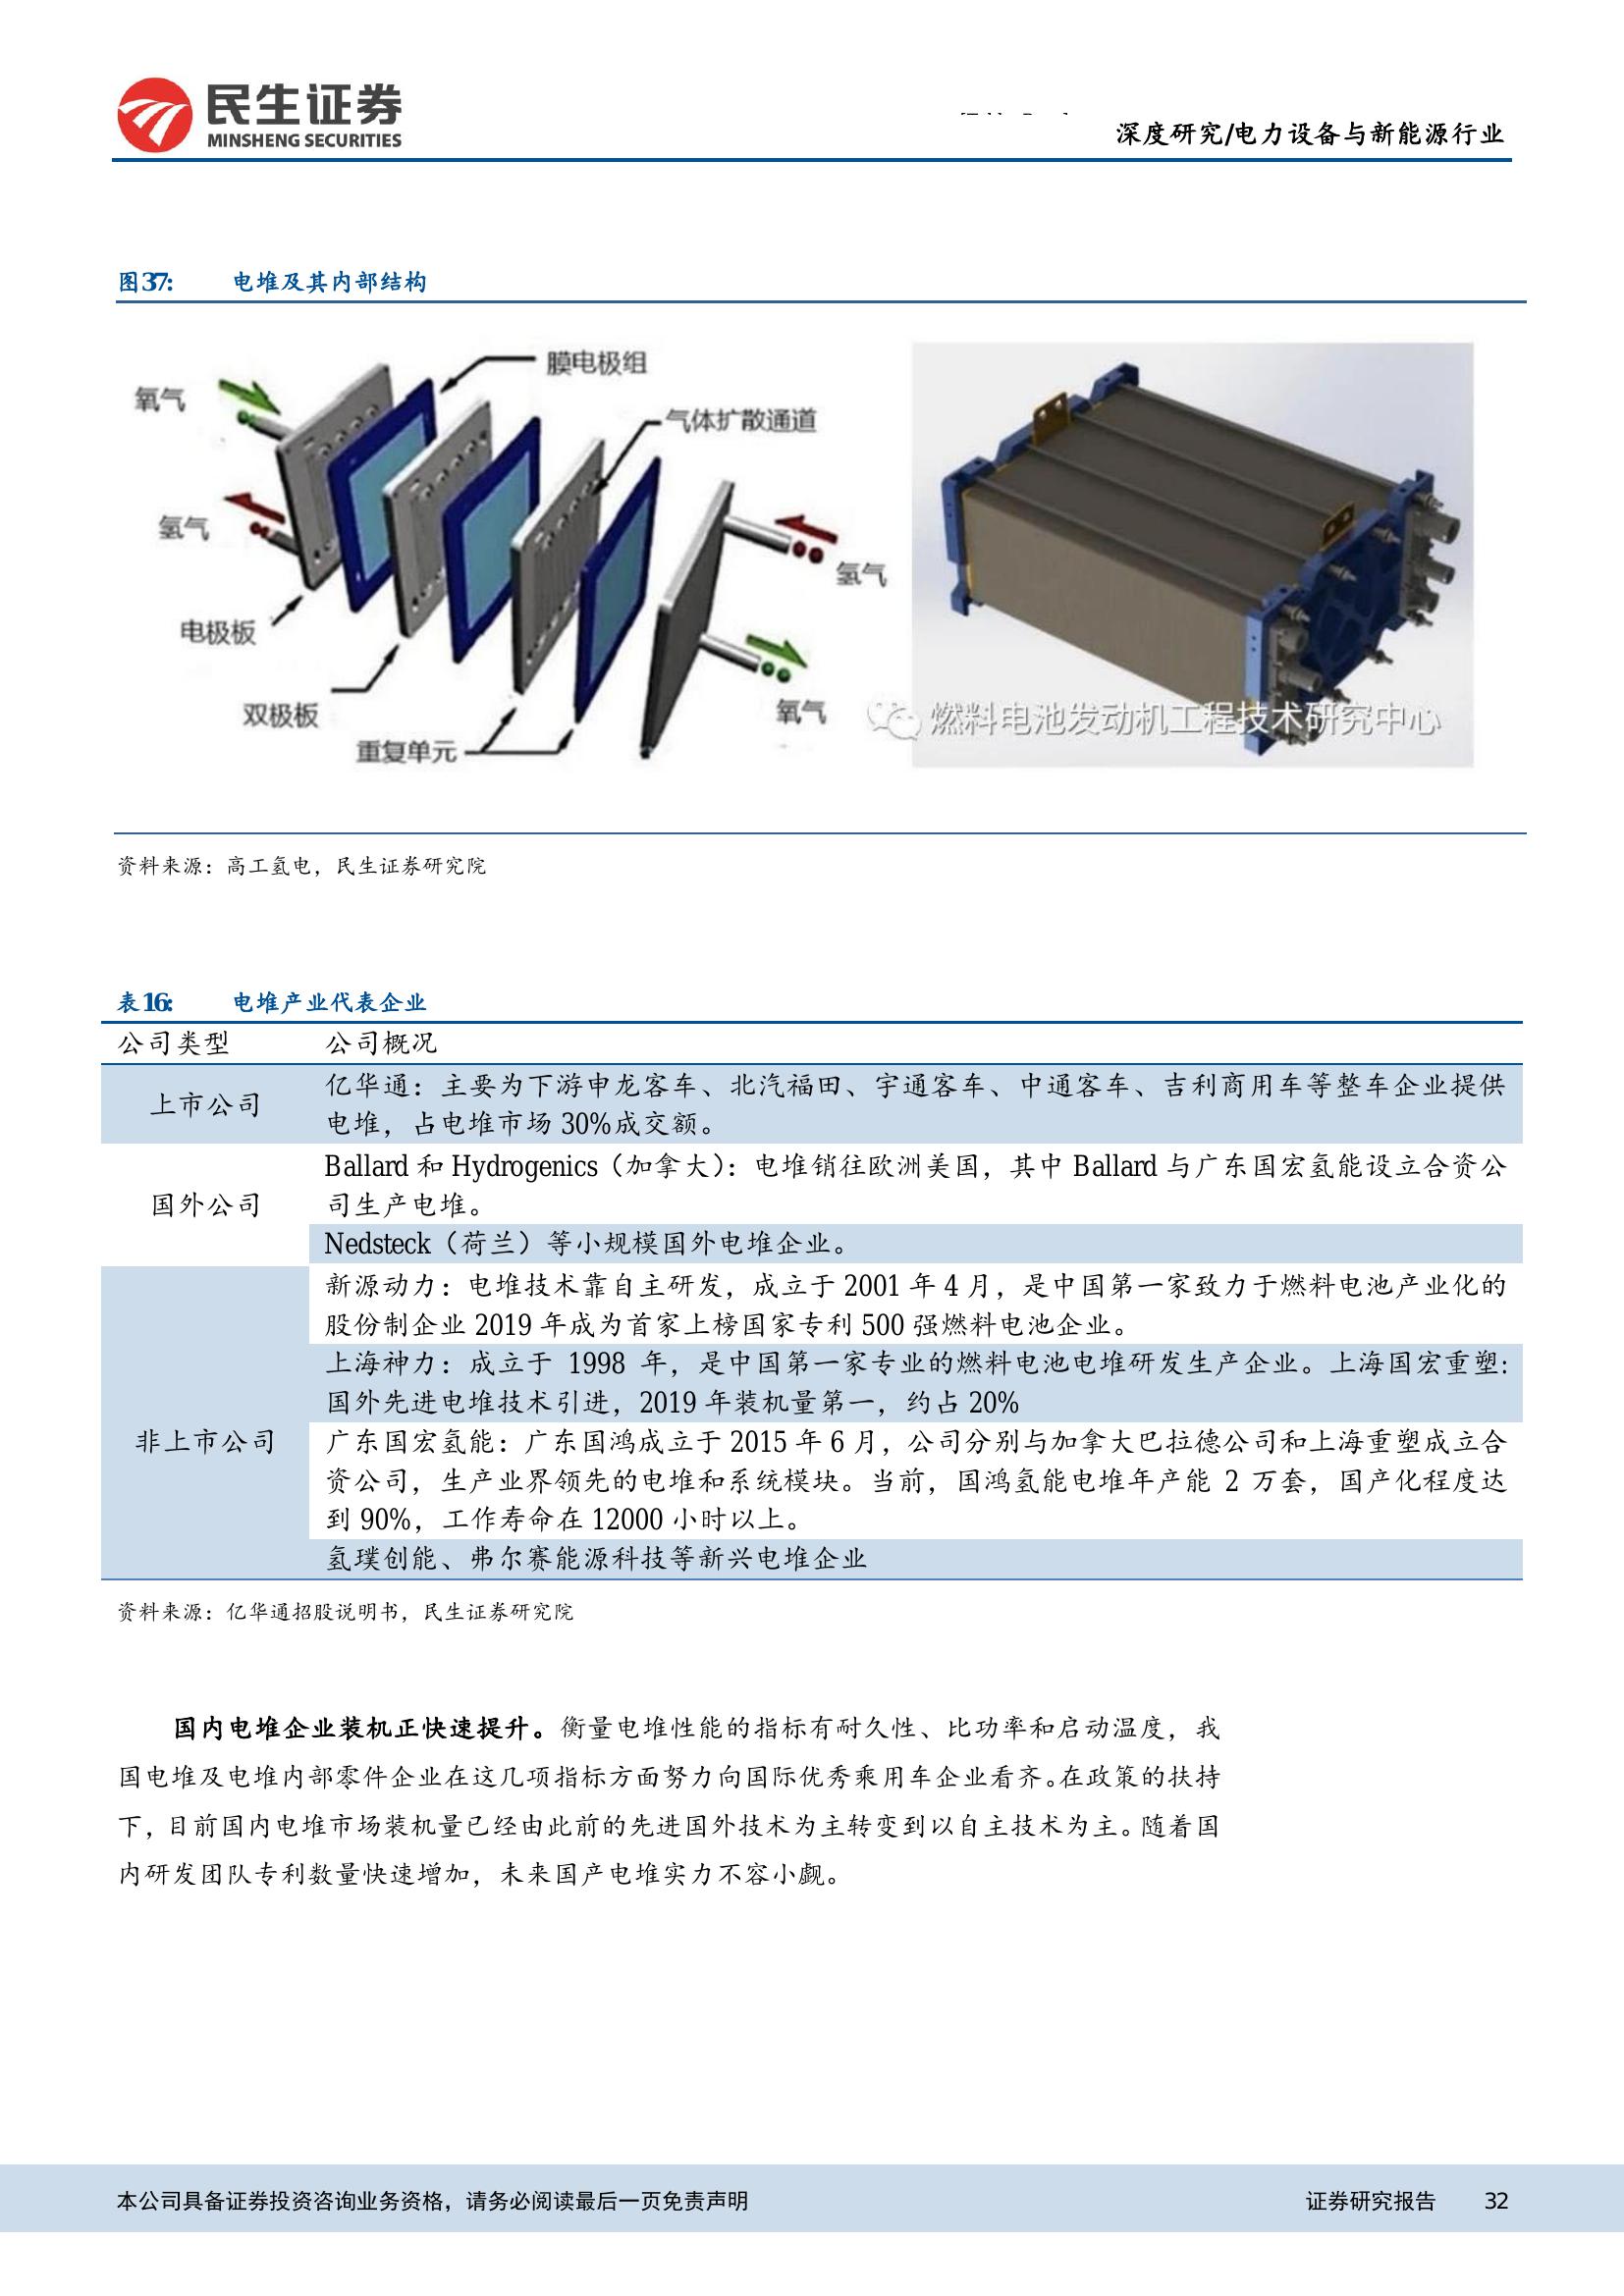 民生证券
MINSHENG SECURITIES
深度研究/电力设备与新能源行业
图37: 电堆及其内部结构
膜电极组
氧气
气体扩散通道
氢气
氢气
电极板
双极板
氧气
重复单元
燃料电池发动机工程技术研究中心
资料来源：高工氢电，民生证券研究院
表16: 电堆产业代表企业
公司类型 公司概况
上市公司
亿华通：主要为下游申龙客车、北汽福田、宇通客车、中通客车、吉利商用车等整车企业提供
电堆，占电堆市场 30%成交额。
国外公司
Ballard 和 Hydrogenics（加拿大）：电堆销往欧洲美国，其中 Ballard 与广东国宏氢能设立合资公
司生产电堆。
Nedsteck（荷兰）等小规模国外电堆企业。
非上市公司
新源动力：电堆技术靠自主研发，成立于 2001 年 4 月，是中国第一家致力于燃料电池产业化的
股份制企业 2019 年成为首家上榜国家专利 500 强燃料电池企业。
上海神力：成立于 1998 年，是中国第一家专业的燃料电池电堆研发生产企业。上海国宏重塑:
国外先进电堆技术引进，2019 年装机量第一，约占 20%
广东国宏氢能：广东国鸿成立于 2015 年 6 月，公司分别与加拿大巴拉德公司和上海重塑成立合
资公司，生产业界领先的电堆和系统模块。当前，国鸿氢能电堆年产能 2 万套，国产化程度达
到 90%，工作寿命在 12000 小时以上。
氢璞创能、弗尔赛能源科技等新兴电堆企业
资料来源：亿华通招股说明书，民生证券研究院
国内电堆企业装机正快速提升。衡量电堆性能的指标有耐久性、比功率和启动温度，我
国电堆及电堆内部零件企业在这几项指标方面努力向国际优秀乘用车企业看齐。在政策的扶持
下，目前国内电堆市场装机量已经由此前的先进国外技术为主转变到以自主技术为主。随着国
内研发团队专利数量快速增加，未来国产电堆实力不容小觑。
本公司具备证券投资咨询业务资格，请务必阅读最后一页免责声明
证券研究报告 32